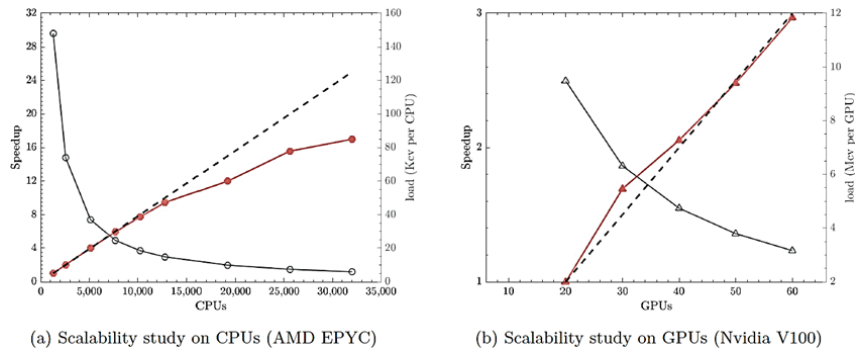 32
28
24
20
16
12
8
4
0
Speedup
160
140
120
100
80
60
40
20
0
load (Kcv per CPU)
0 5,000 10,000 15,000 20,000 25,000 30,000 35,000
CPUs
(a) Scalability study on CPUs (AMD EPYC)
3
2
1
Speedup
12
10
8
6
4
2
load (Mcv per GPU)
10 20 30 40 50 60
GPUs
(b) Scalability study on GPUs (Nvidia V100)